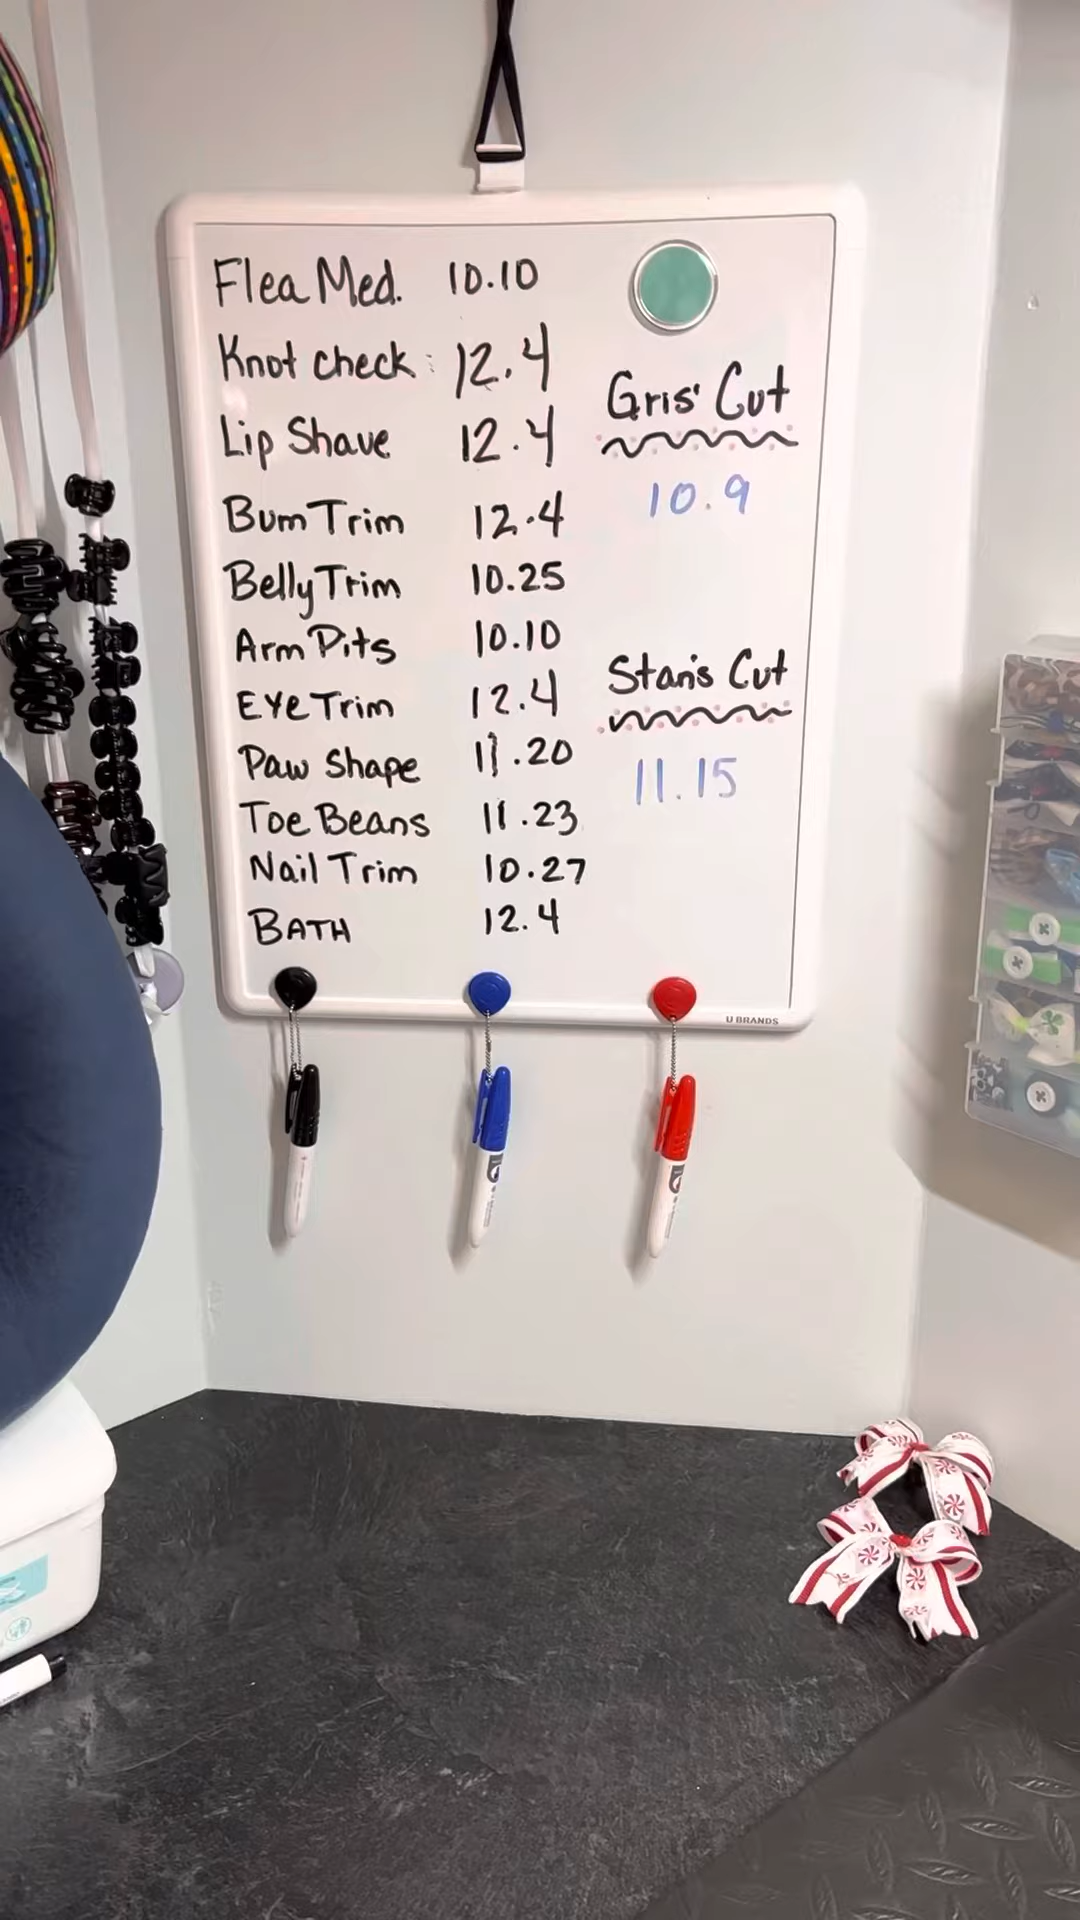 Flea Med. 10.10
Knot check : 12.4
Lip Shave 12.4
Bum Trim 12.4
Belly Trim 10.25
Arm Pits 10.10
Eye Trim 12.4
Paw Shape 11.20
Toe Beans 11.23
Nail Trim 10.27
BATH 12.4
Gris' Cut
10.9
Stan's Cut
11.15
U BRANDS